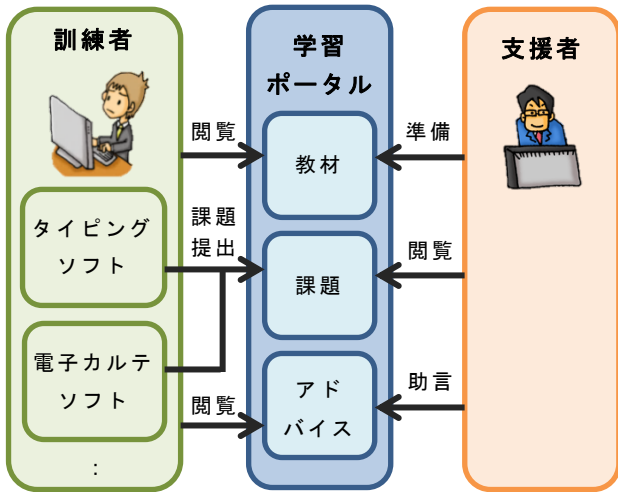 訓練者
タイピング
ソフト
電子カルテ
ソフト
:
閲覧
課題
提出
閲覧
学習
ポータル
教材
課題
アド
バイス
準備
閲覧
助言
支援者